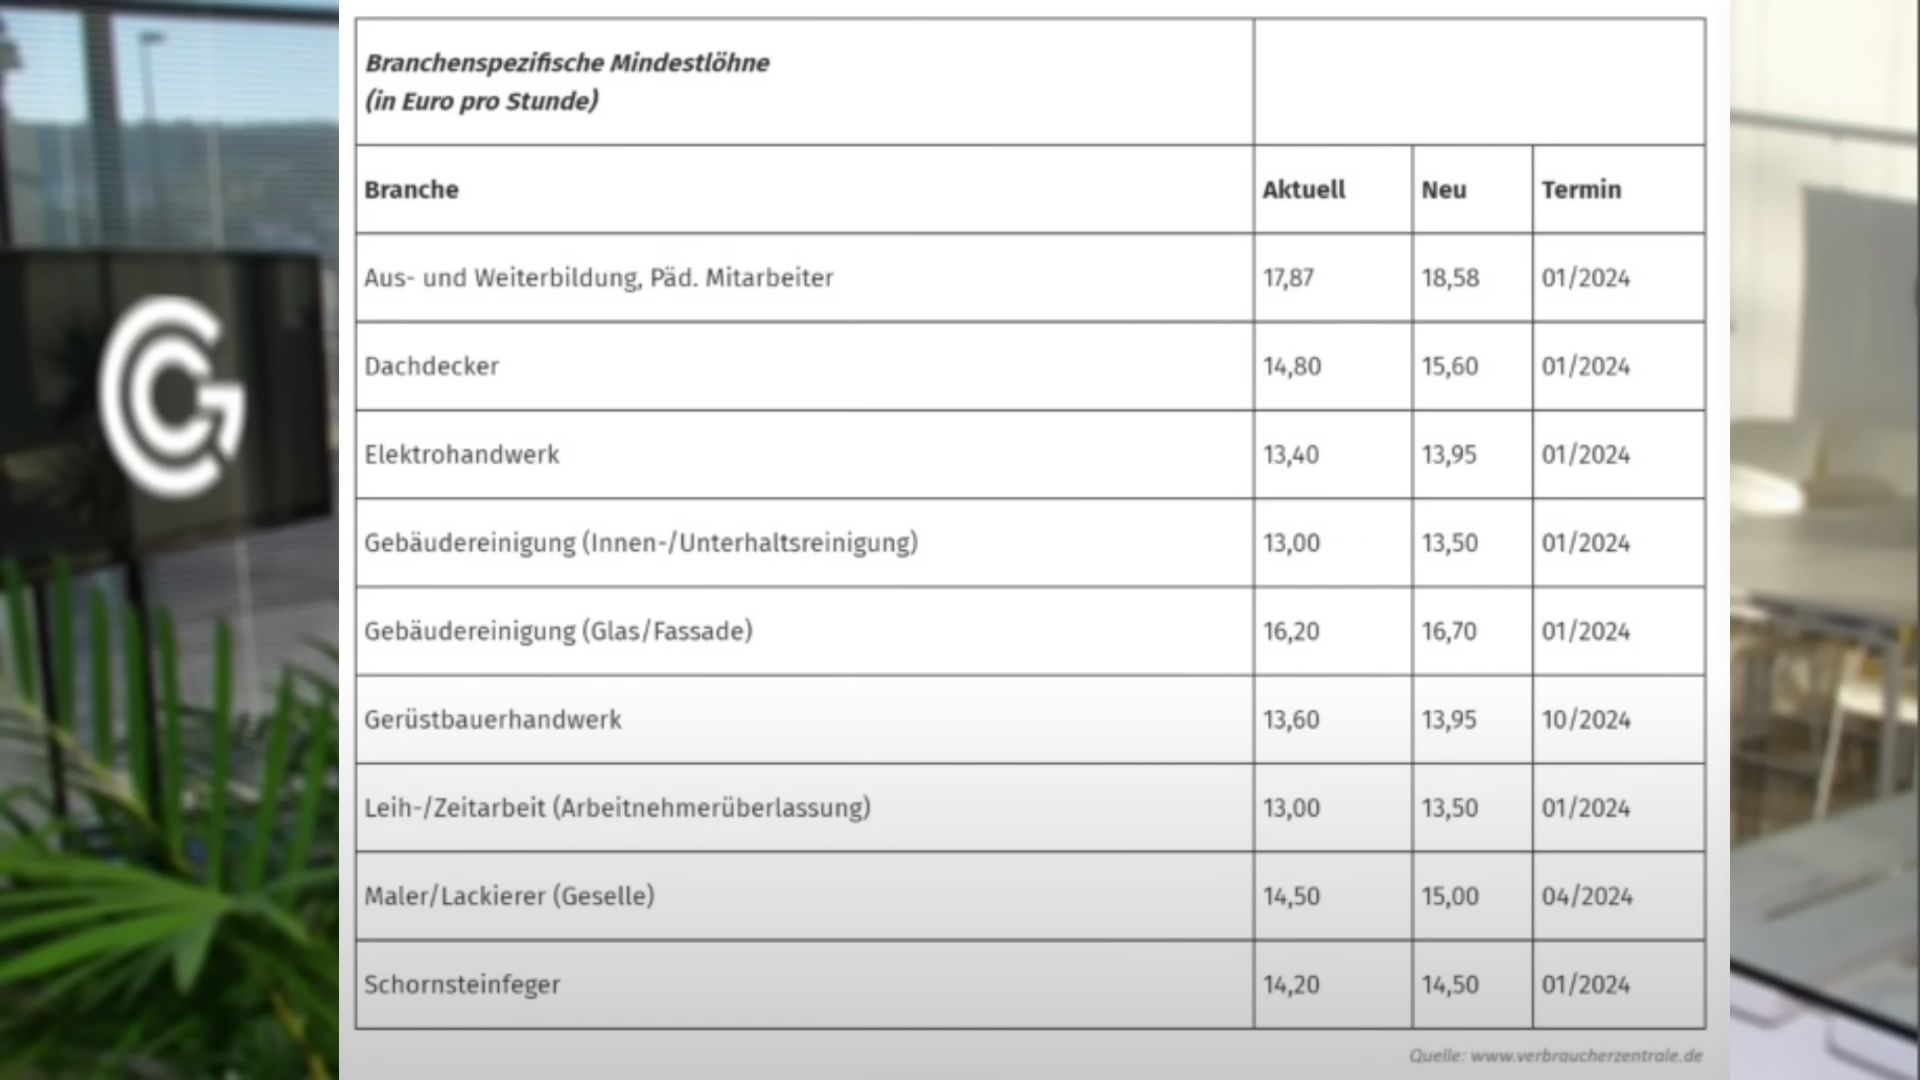 Branchenspezifische Mindestlöhne
(in Euro pro Stunde)
Branche Aktuell Neu Termin
Aus- und Weiterbildung, Päd. Mitarbeiter 17,87 18,58 01/2024
Dachdecker 14,80 15,60 01/2024
Elektrohandwerk 13,40 13,95 01/2024
Gebäudereinigung (Innen-/Unterhaltsreinigung) 13,00 13,50 01/2024
Gebäudereinigung (Glas/Fassade) 16,20 16,70 01/2024
Gerüstbauerhandwerk 13,60 13,95 10/2024
Leih-/Zeitarbeit (Arbeitnehmerüberlassung) 13,00 13,50 01/2024
Maler/Lackierer (Geselle) 14,50 15,00 04/2024
Schornsteinfeger 14,20 14,50 01/2024
Quelle: www.verbraucherzentrale.de